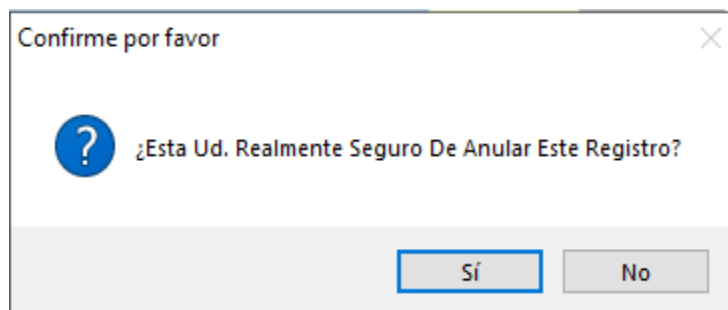 Confirme por favor
¿Esta Ud. Realmente Seguro De Anular Este Registro?
Sí
No